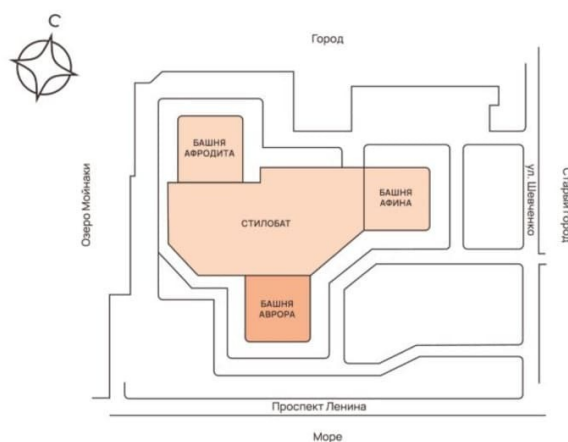 С
Город
БАШНЯ
АФРОДИТА
Озеро Мойнаки
СТИЛОБАТ
БАШНЯ
АФИНА
ул. Шевченко
Старый город
БАШНЯ
АВРОРА
Проспект Ленина
Море